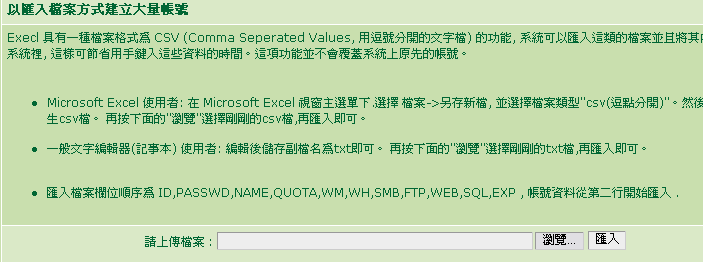 以匯入檔案方式建立大量帳號
Execl 具有一種檔案格式為 CSV (Comma Seperated Values, 用逗號分開的文字檔) 的功能, 系統可以匯入這類的檔案並且將其
系統裡, 這樣可節省用手鍵入這些資料的時間。這項功能並不會覆蓋系統上原先的帳號。
• Microsoft Excel 使用者: 在 Microsoft Excel 視窗主選單下.選擇 檔案->另存新檔, 並選擇檔案類型"csv(逗點分開)"。然後
生csv檔。 再按下面的"瀏覽"選擇剛剛的csv檔,再匯入即可。
• 一般文字編輯器(記事本) 使用者: 編輯後儲存副檔名為txt即可。 再按下面的"瀏覽"選擇剛剛的txt檔,再匯入即可。
• 匯入檔案欄位順序為 ID,PASSWD,NAME,QUOTA,WM,WH,SMB,FTP,WEB,SQL,EXP , 帳號資料從第二行開始匯入 .
請上傳檔案 : 瀏覽... 匯入